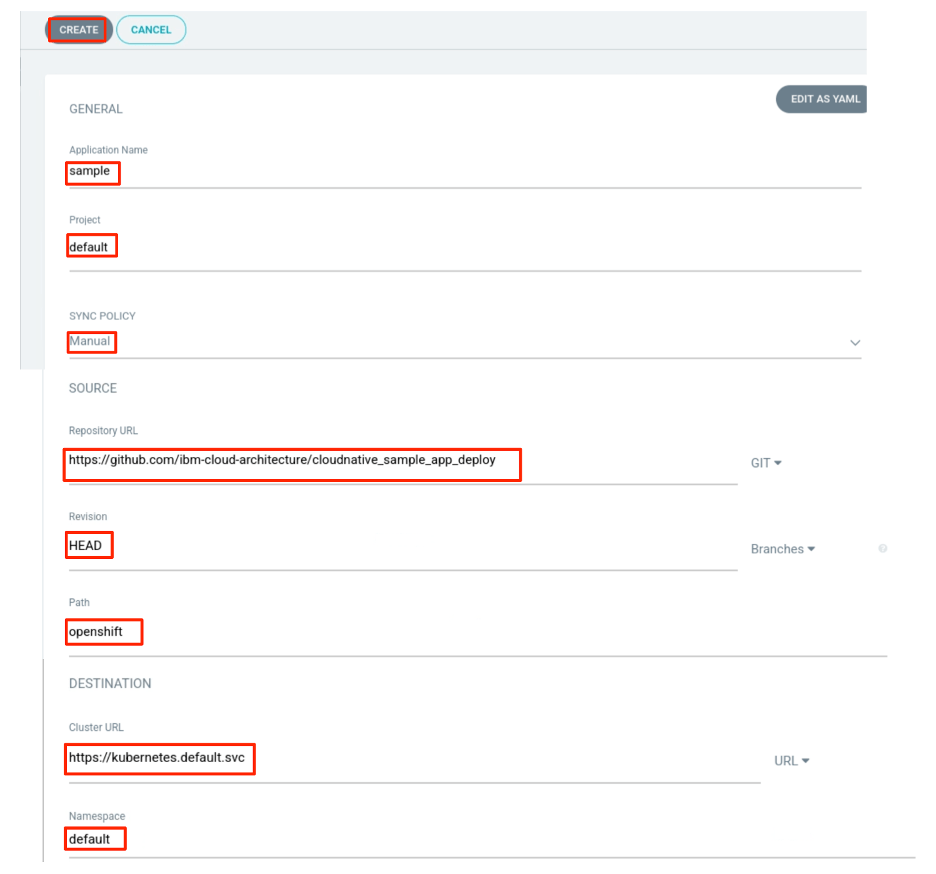 CREATE CANCEL
EDIT AS YAML
GENERAL
Application Name
sample
Project
default
SYNC POLICY
Manual
SOURCE
Repository URL
https://github.com/ibm-cloud-architecture/cloudnative_sample_app_deploy
GIT
Revision
HEAD
Branches
?
Path
openshift
DESTINATION
Cluster URL
https://kubernetes.default.svc
URL
Namespace
default